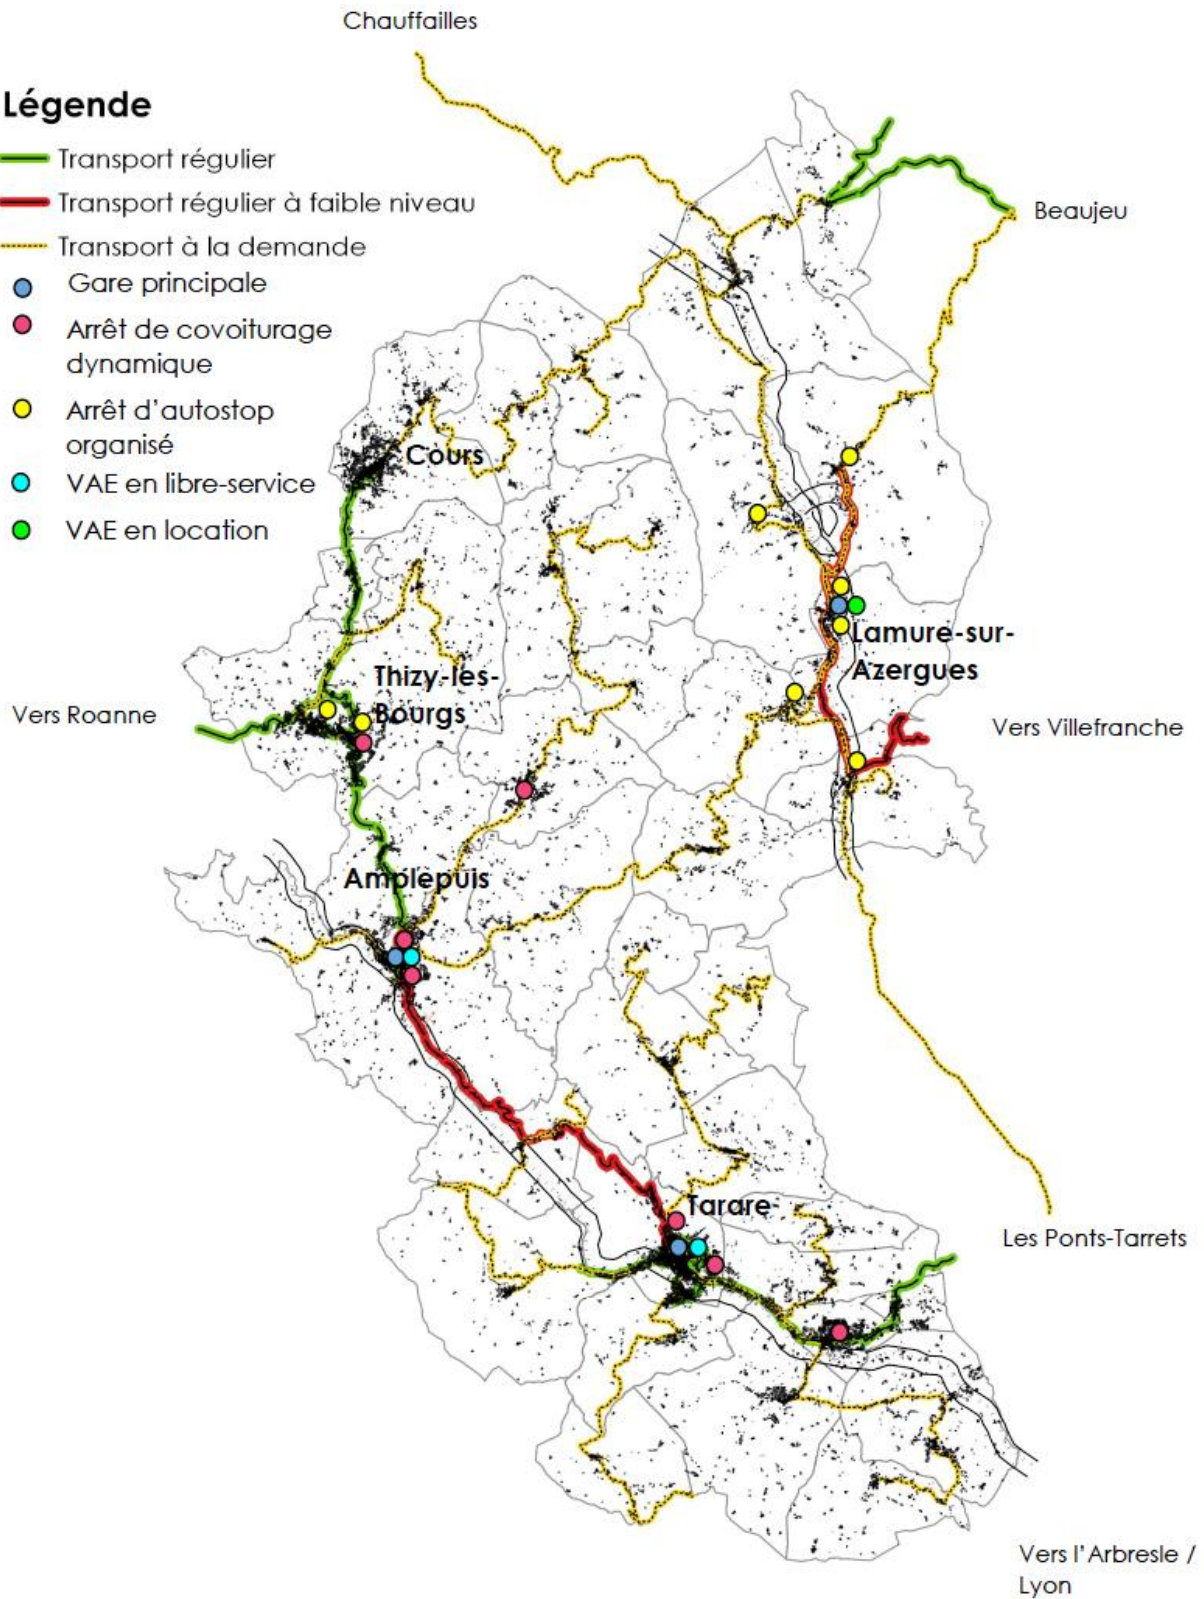 Chauffailles
Légende
Transport régulier
Transport régulier à faible niveau
Transport à la demande
Gare principale
Arrêt de covoiturage
dynamique
Arrêt d'autostop
organisé
VAE en libre-service
VAE en location
Beaujeu
Cours
Lamure-sur-
Azergues
Thizy-les-
Bourgs
Vers Roanne
Vers Villefranche
Amplepuis
Tarare
Les Ponts-Tarrets
Vers l'Arbresle /
Lyon